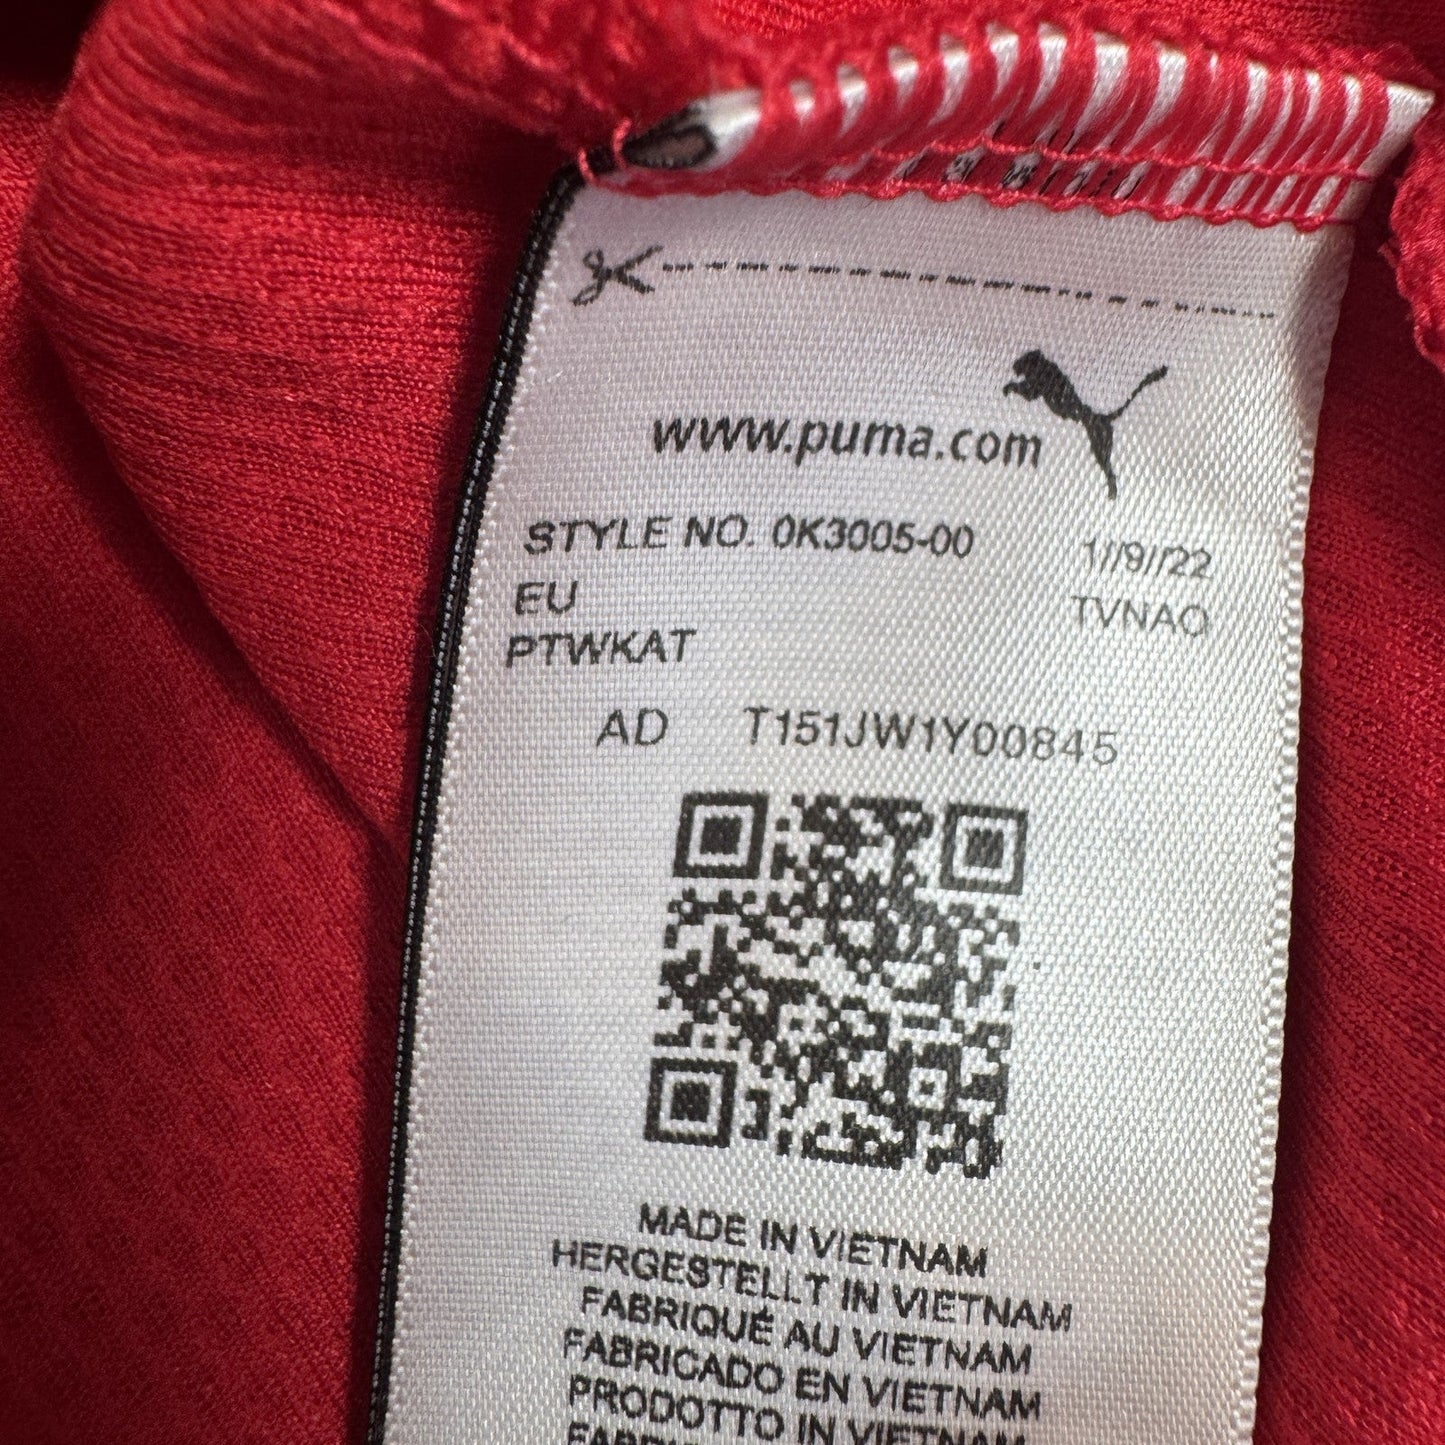 www.puma.com
STYLE NO. 0K3005-00 1//9//22
EU TVNAO
PTWKAT
AD T151JW1Y00845
MADE IN VIETNAM
HERGESTELLT IN VIETNAM
FABRIQUÉ AU VIETNAM
FABRICADO EN VIETNAM
PRODOTTO IN VIETNAM